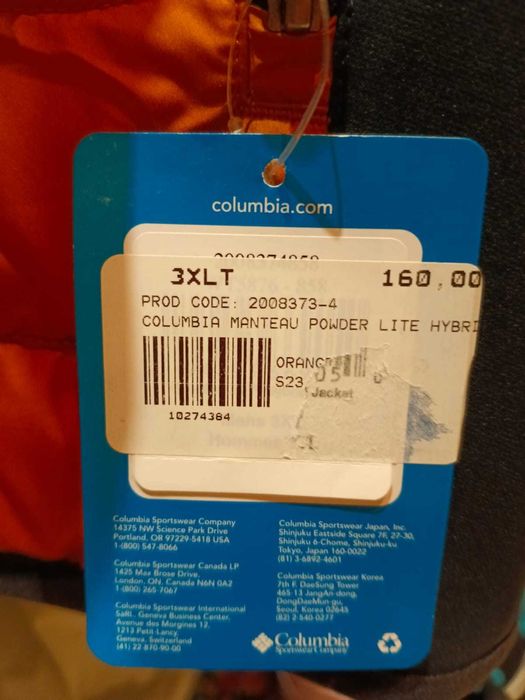 columbia.com
3XLT 160,00
PROD CODE: 2008373-4
COLUMBIA MANTEAU POWDER LITE HYBRI
ORANG
S23
05
Jacket
10274384
Columbia Sportswear Company
14375 NW Science Park Drive
Portland, OR 97229-5418 USA
1-(800) 547-8066
Columbia Sportswear Canada LP
1425 Max Brose Drive,
London, ON, Canada N6N 0A2
1-(800) 265-7067
Columbia Sportswear International
Sàrl, Geneva Business Center,
Avenue des Morgines 12,
1213 Petit-Lancy,
Geneva, Switzerland
(41) 22 870-90-00
Columbia Sportswear Japan, Inc.
Shinjuku Eastside Square 7F, 27-30,
Shinjuku 6-Chome, Shinjuku-ku
Tokyo, Japan 160-0022
(81) 3-6892-4601
Columbia Sportswear Korea
7th F. DaeSung Tower
465-13 JangAn-dong,
DongDaeMun-gu,
Seoul, Korea 02645
(82) 2-540-0277
Columbia
Sportswear Company